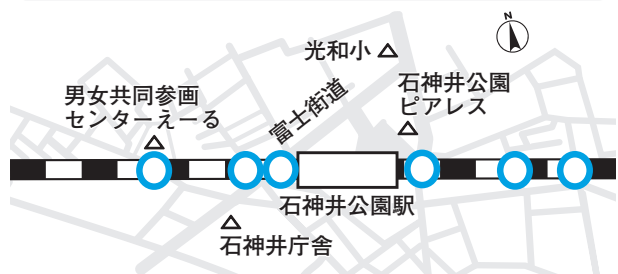 N
光和小
石神井公園
ピアレス
男女共同参画
センターえーる
富士街道
石神井公園駅
石神井庁舎